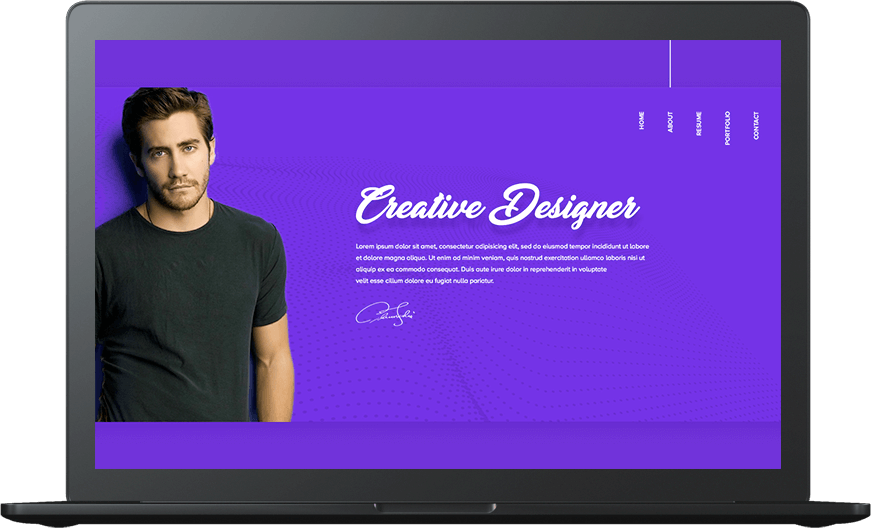 HOME
ABOUT
RESUME
PORTFOLIO
CONTACT
Creative Designer
Lorem ipsum dolor sit amet, consectetur adipisicing elit, sed do eiusmod tempor incididunt ut labore
et dolore magna aliqua. Ut enim ad minim veniam, quis nostrud exercitation ullamco laboris nisi ut
aliquip ex ea commodo consequat. Duis aute irure dolor in reprehenderit in voluptate
velit esse cillum dolore eu fugiat nulla pariatur.